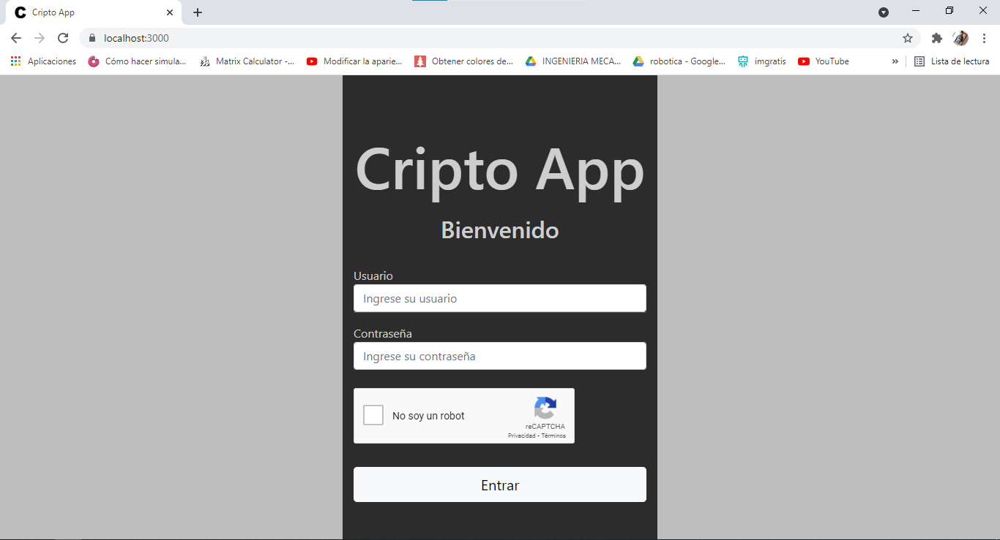 Cripto App
localhost:3000
Aplicaciones Cómo hacer simula... Matrix Calculator -... Modificar la aparie... Obtener colores de... INGENIERIA MECA... robotica - Google... imgratis YouTube » Lista de lectura
Cripto App
Bienvenido
Usuario
Ingrese su usuario
Contraseña
Ingrese su contraseña
No soy un robot
reCAPTCHA
Privacidad - Términos
Entrar